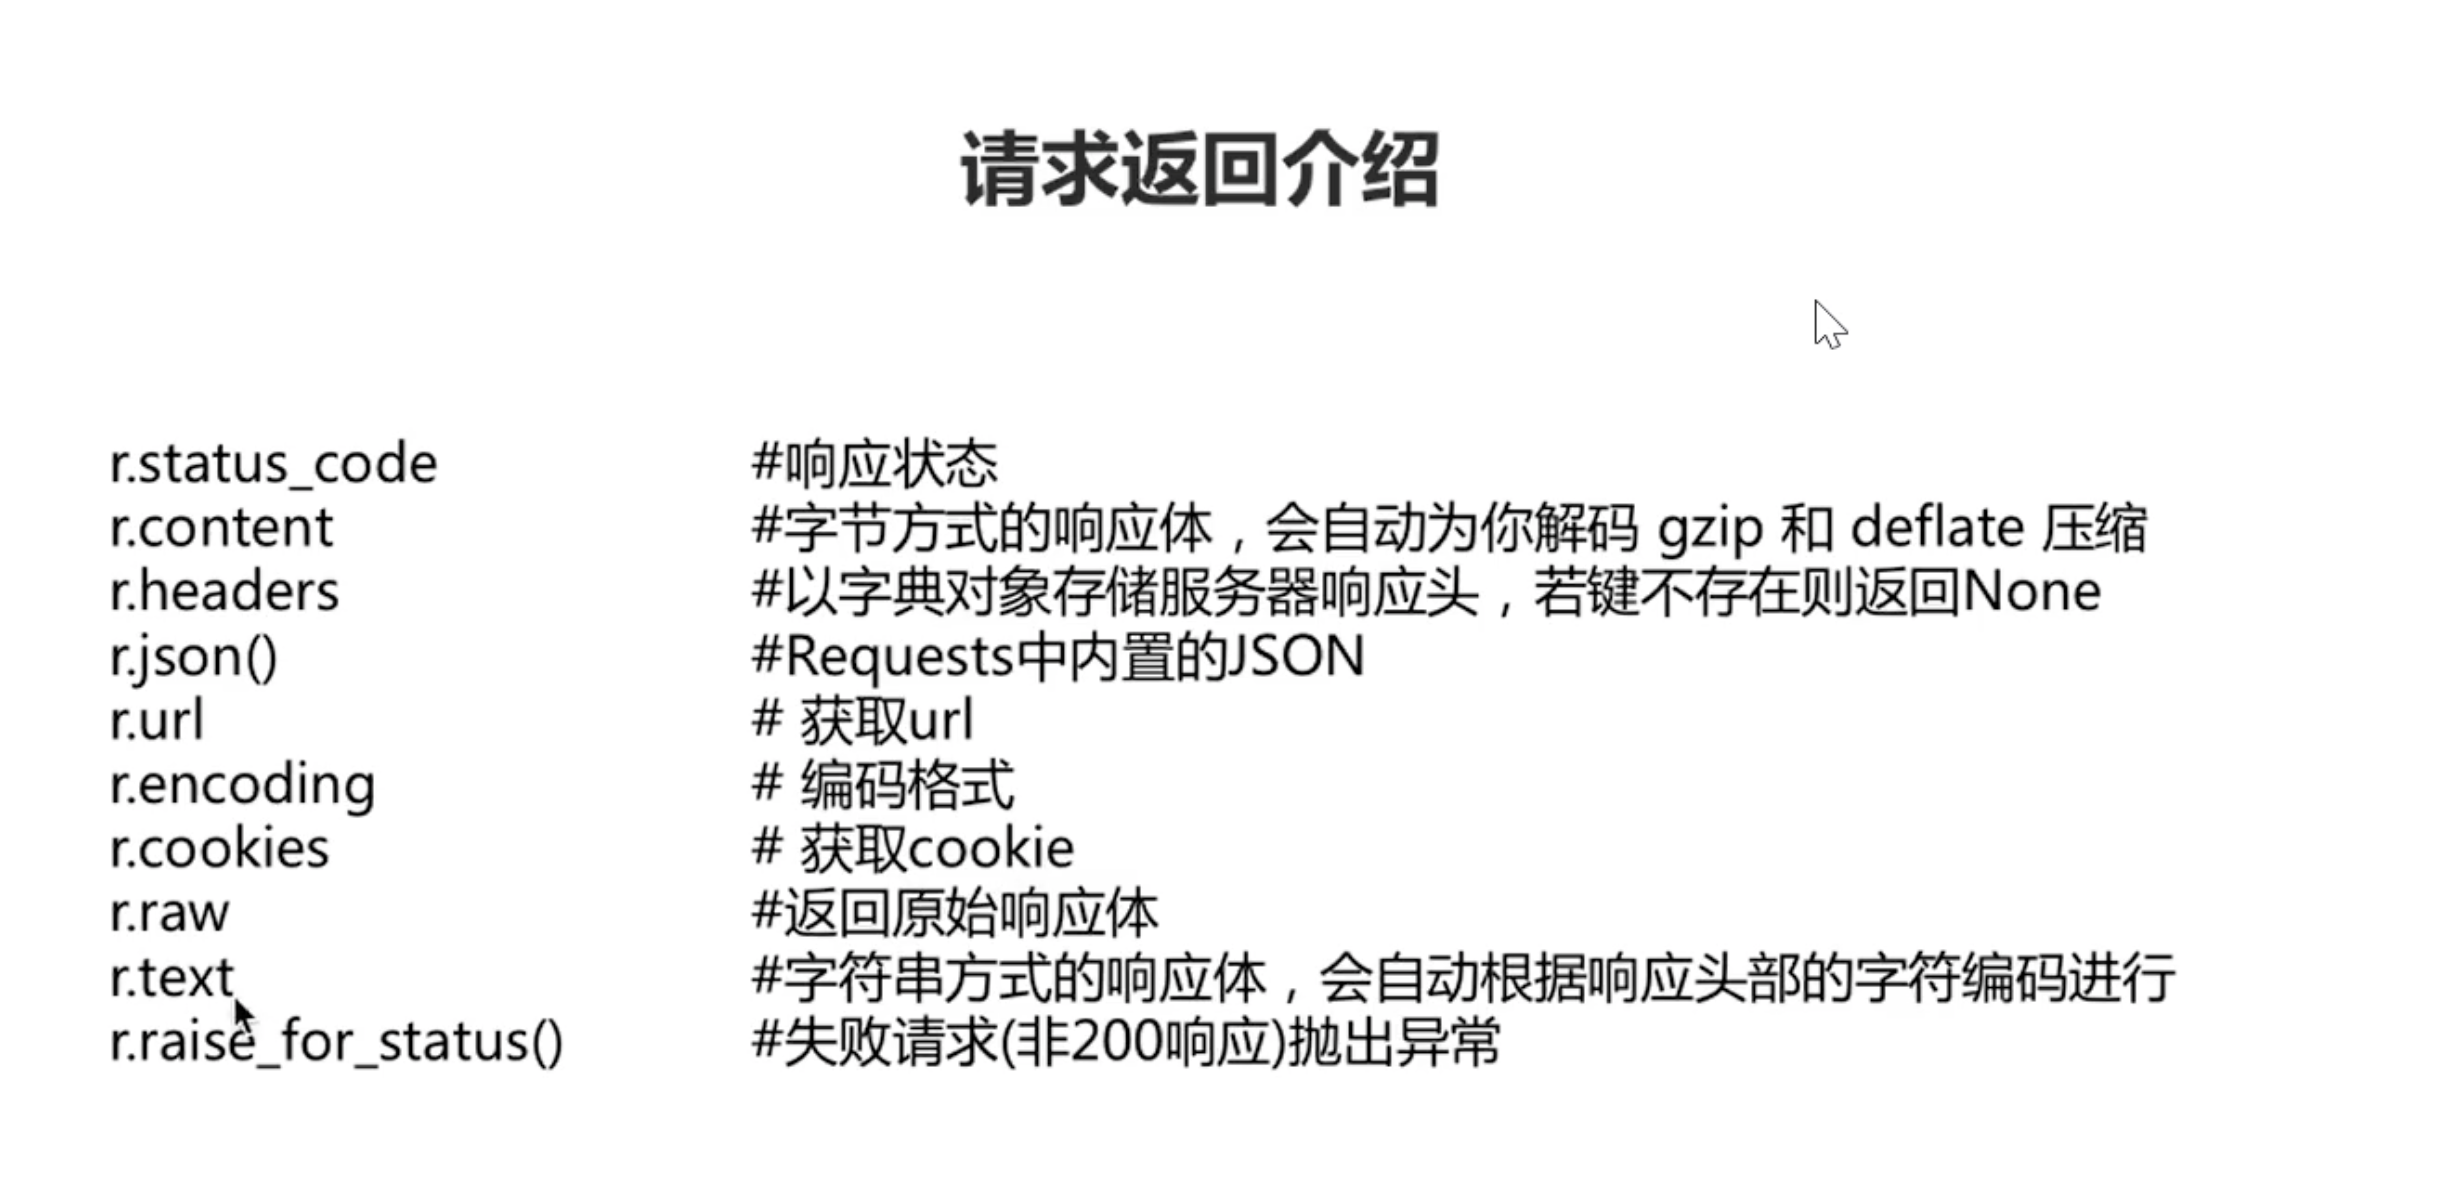 请求返回介绍
r.status_code #响应状态
r.content #字节方式的响应体，会自动为你解码 gzip 和 deflate 压缩
r.headers #以字典对象存储服务器响应头，若键不存在则返回None
r.json() #Requests中内置的JSON
r.url # 获取url
r.encoding # 编码格式
r.cookies # 获取cookie
r.raw #返回原始响应体
r.text #字符串方式的响应体，会自动根据响应头部的字符编码进行
r.raise_for_status() #失败请求(非200响应)抛出异常